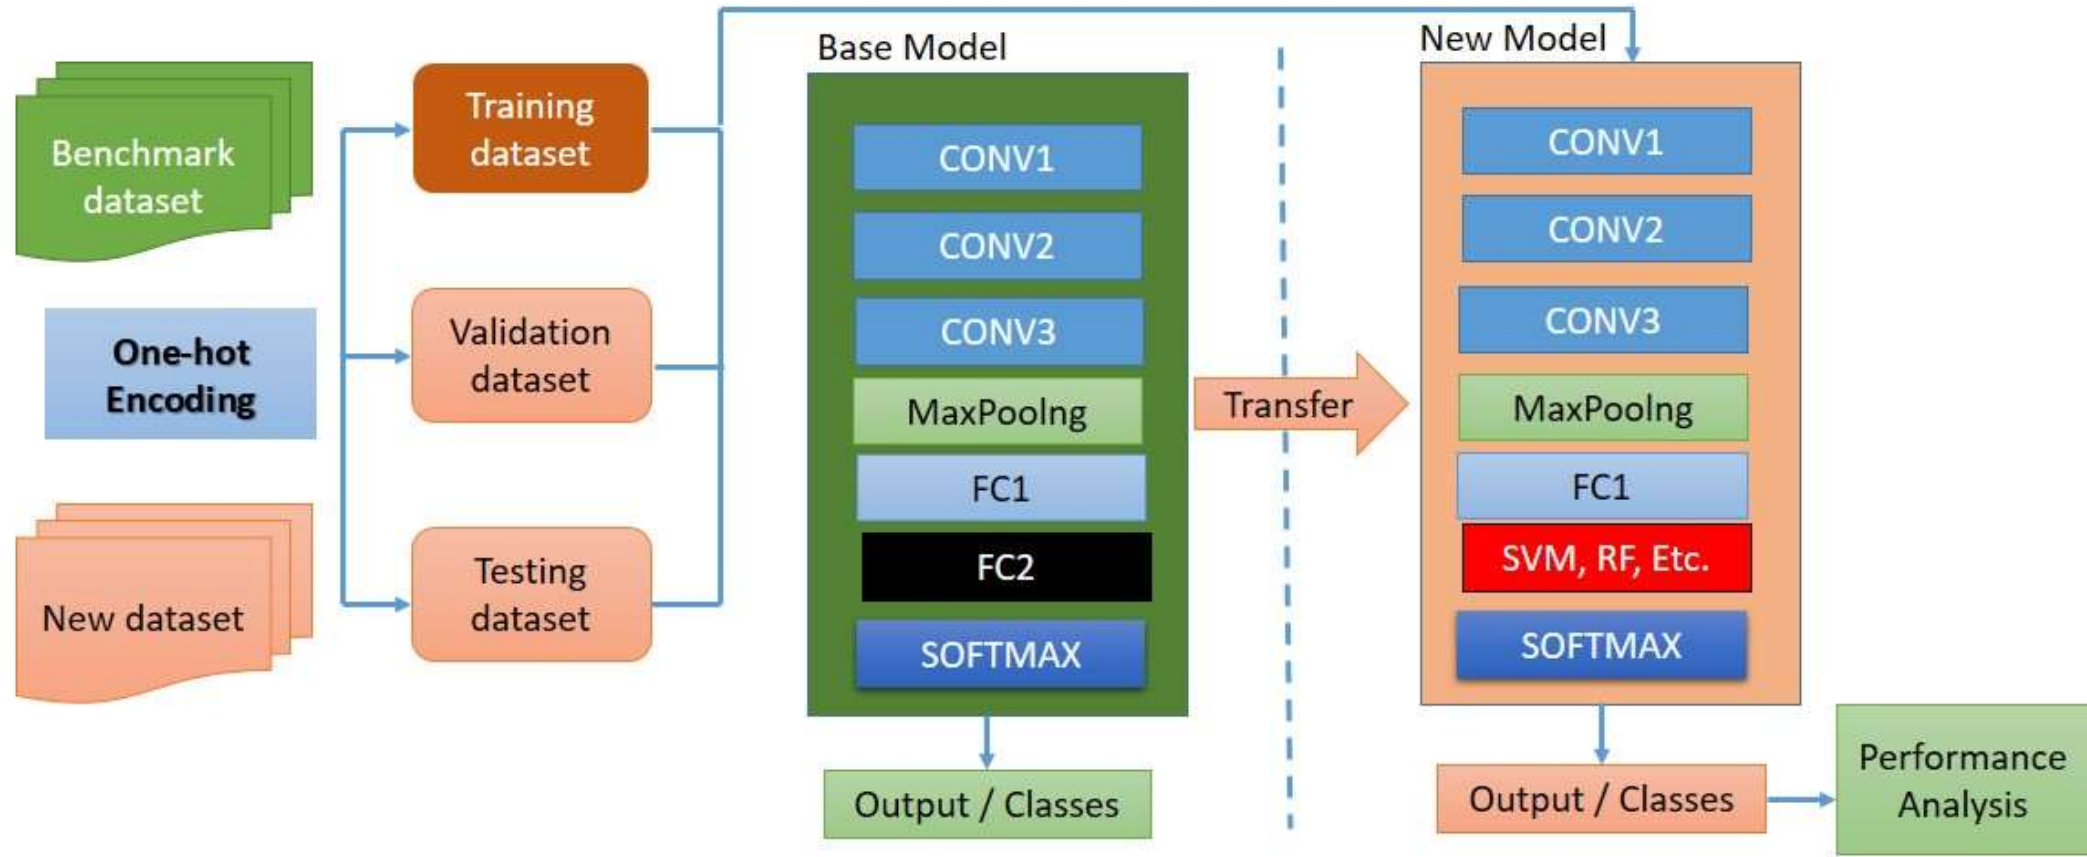 Benchmark
dataset
One-hot
Encoding
New dataset
Training
dataset
Validation
dataset
Testing
dataset
Base Model
CONV1
CONV2
CONV3
MaxPoolng
FC1
FC2
SOFTMAX
Output / Classes
Transfer
New Model
CONV1
CONV2
CONV3
MaxPoolng
FC1
SVM, RF, Etc.
SOFTMAX
Output / Classes
Performance
Analysis